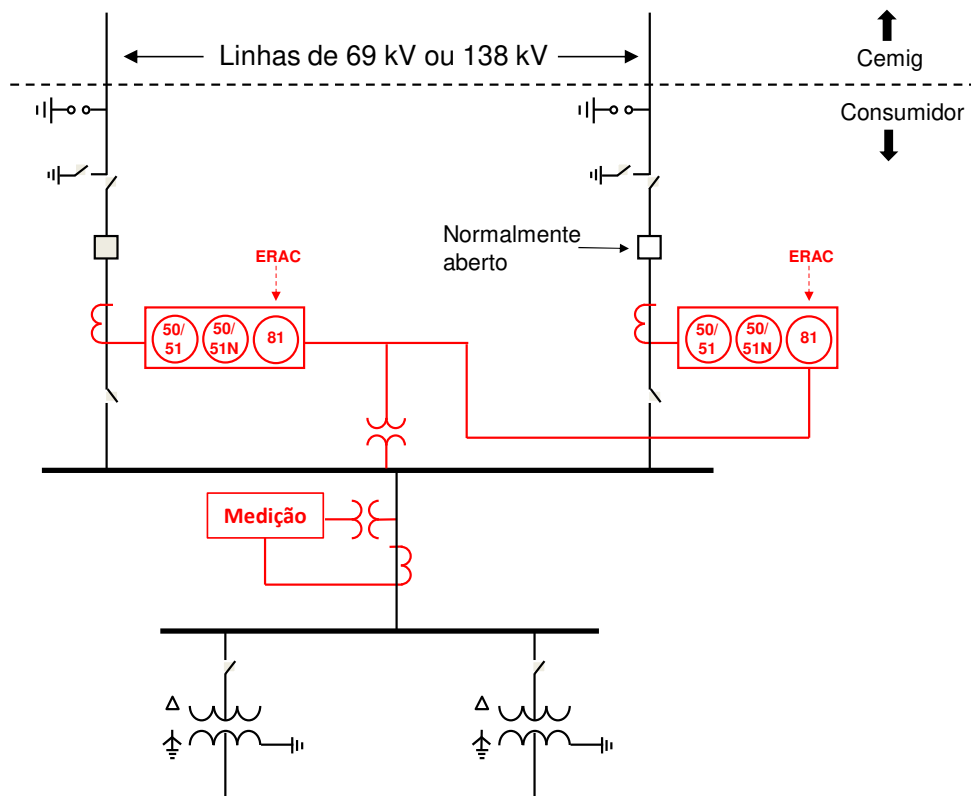 Linhas de 69 kV ou 138 kV
Cemig
Consumidor
Normalmente
aberto
ERAC
50/
51
50/
51N
81
ERAC
50/
51
50/
51N
81
Medição
Δ
Δ